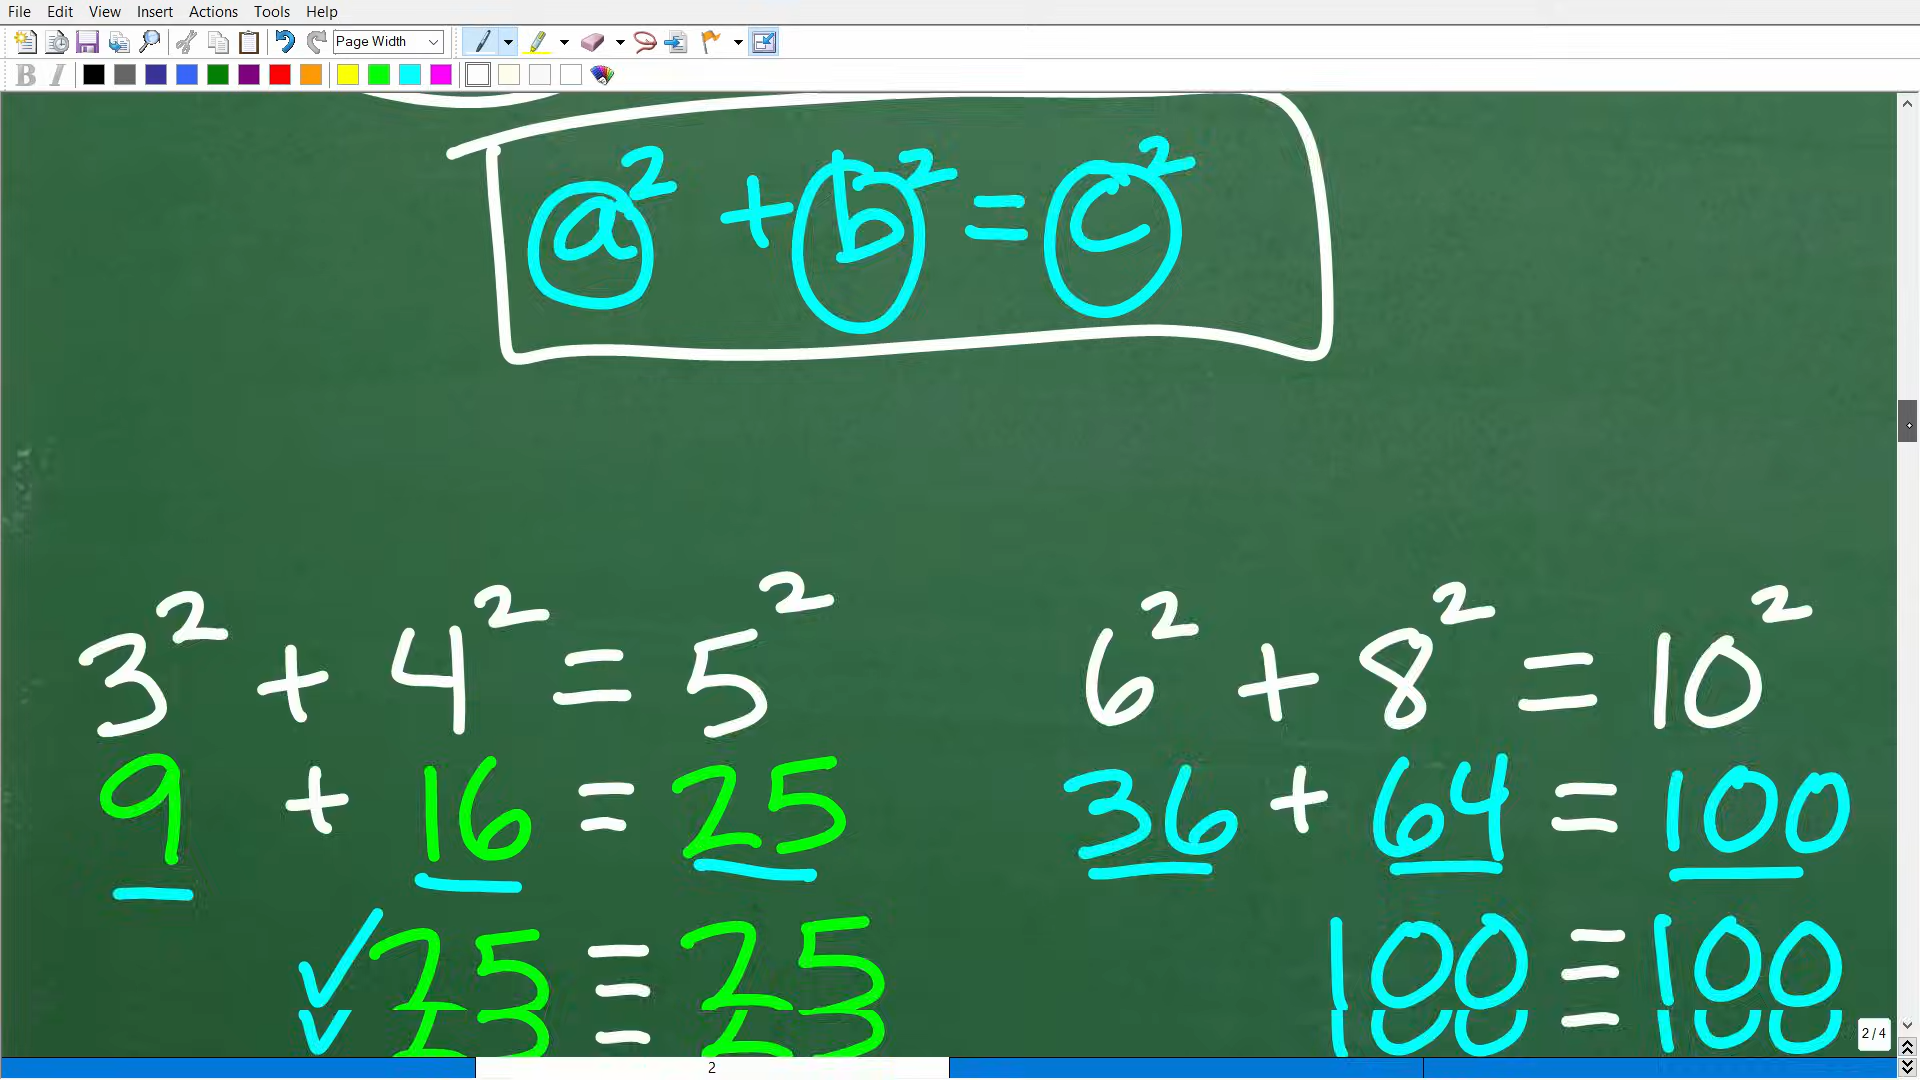 File Edit View Insert Actions Tools Help
Page Width
B I
a² + b² = c²
3² + 4² = 5²
6² + 8² = 10²
9 + 16 = 25
36 + 64 = 100
✓ 25 = 25
100 = 100
2/4
2